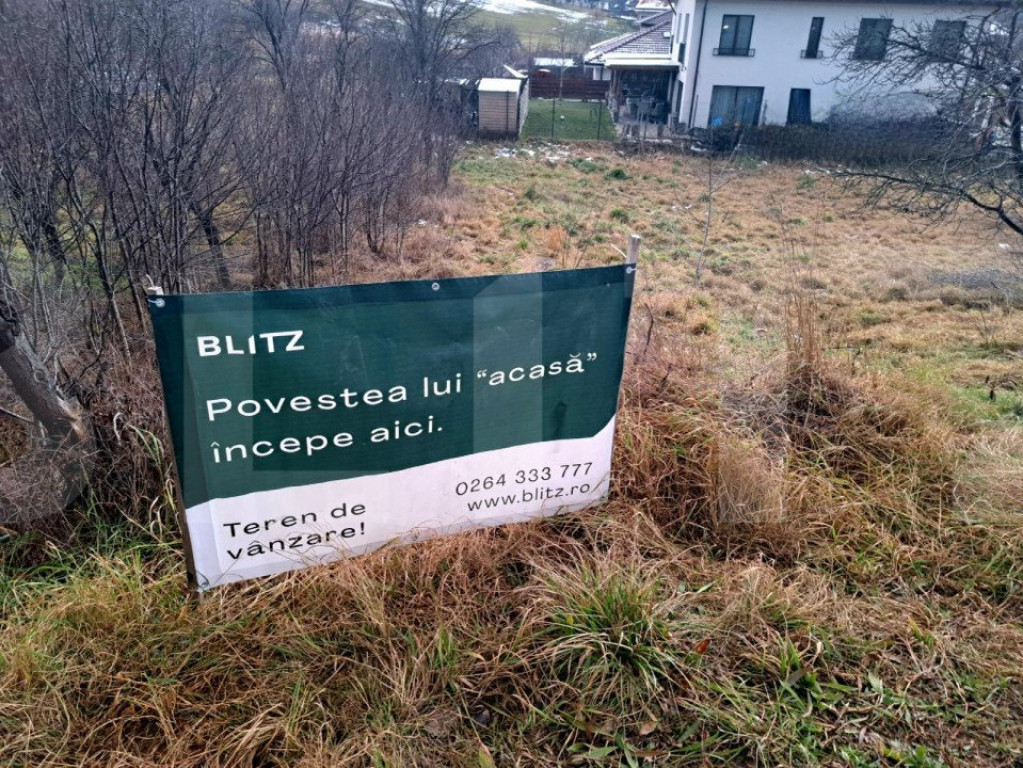 BLITZ
Povestea lui “acasă”
începe aici.
Teren de
vânzare!
0264 333 777
www.blitz.ro